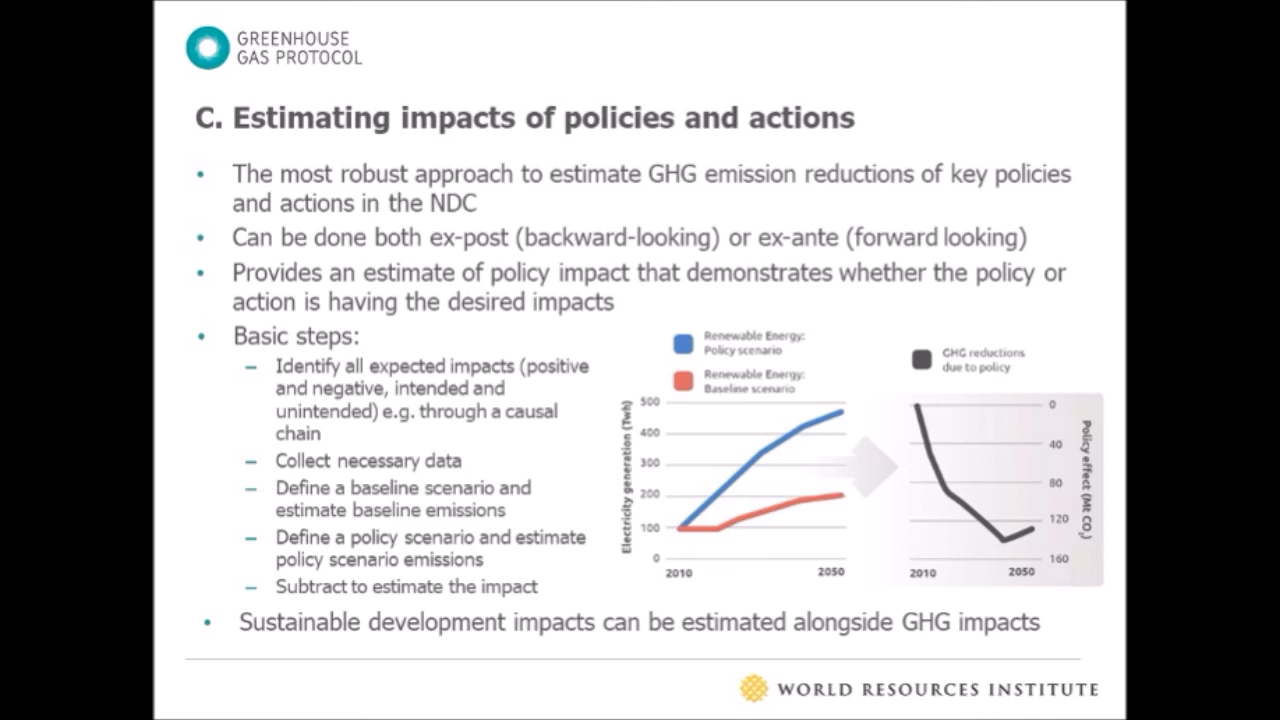 GREENHOUSE
GAS PROTOCOL
C. Estimating impacts of policies and actions
• The most robust approach to estimate GHG emission reductions of key policies
and actions in the NDC
• Can be done both ex-post (backward-looking) or ex-ante (forward looking)
• Provides an estimate of policy impact that demonstrates whether the policy or
action is having the desired impacts
• Basic steps:
– Identify all expected impacts (positive
and negative, intended and
unintended) e.g. through a causal
chain
– Collect necessary data
– Define a baseline scenario and
estimate baseline emissions
– Define a policy scenario and estimate
policy scenario emissions
– Subtract to estimate the impact
Renewable Energy:
Policy scenario
Renewable Energy:
Baseline scenario
Electricity generation (Twh)
500
400
300
200
100
0
2010 2050
GHG reductions
due to policy
0
40
80
120
160
Policy effect (Mt CO₂)
2010 2050
• Sustainable development impacts can be estimated alongside GHG impacts
WORLD RESOURCES INSTITUTE